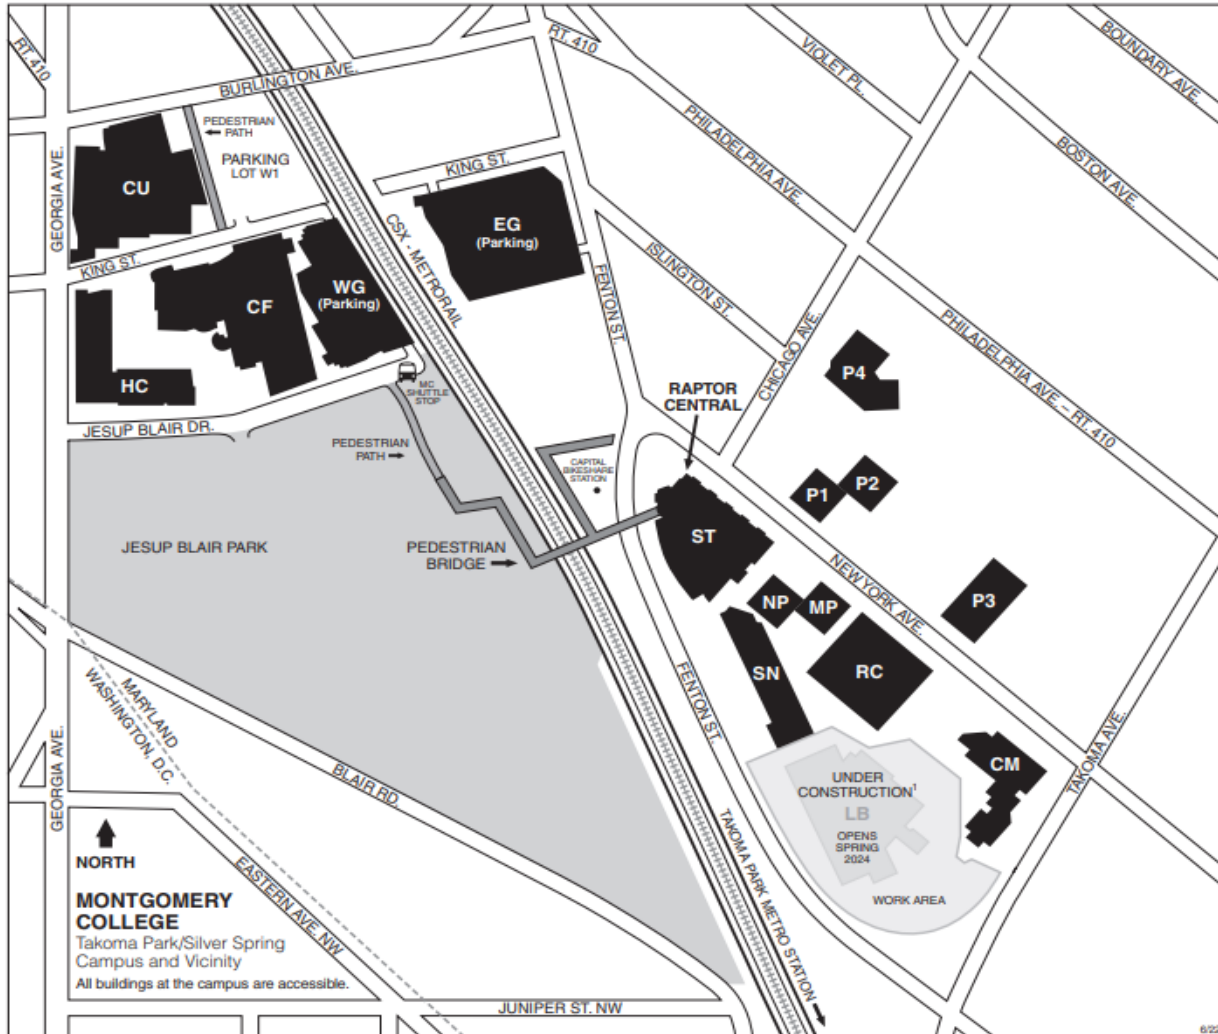 RT. 410
BURLINGTON AVE.
RT. 410
VIOLET PL.
BOUNDARY AVE.
PEDESTRIAN
PATH
PARKING
LOT W1
GEORGIA AVE.
CU
KING ST.
KING ST.
EG
(Parking)
PHILADELPHIA AVE.
BOSTON AVE.
CSX - METRORAIL
WG
(Parking)
CF
HC
FENTON ST.
ISLINGTON ST.
CHICAGO AVE.
PHILADELPHIA AVE. – RT. 410
P4
MC
SHUTTLE
STOP
RAPTOR
CENTRAL
JESUP BLAIR DR.
PEDESTRIAN
PATH
CAPITAL
BIKESHARE
STATION
P1
P2
JESUP BLAIR PARK
PEDESTRIAN
BRIDGE
ST
NEW YORK AVE.
NP
MP
P3
SN
RC
FENTON ST.
MARYLAND
WASHINGTON, D.C.
GEORGIA AVE.
BLAIR RD.
UNDER
CONSTRUCTION¹
LB
OPENS
SPRING
2024
WORK AREA
CM
TAKOMA AVE.
TAKOMA PARK METRO STATION
NORTH
EASTERN AVE. NW
MONTGOMERY
COLLEGE
Takoma Park/Silver Spring
Campus and Vicinity
All buildings at the campus are accessible.
JUNIPER ST. NW